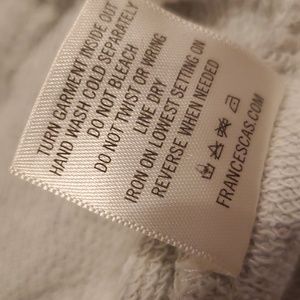 TURN GARMENT INSIDE OUT
HAND WASH COLD SEPARATELY
DO NOT BLEACH
DO NOT TWIST OR WRING
LINE DRY
IRON ON LOWEST SETTING ON
REVERSE WHEN NEEDED
FRANCESCAS.COM